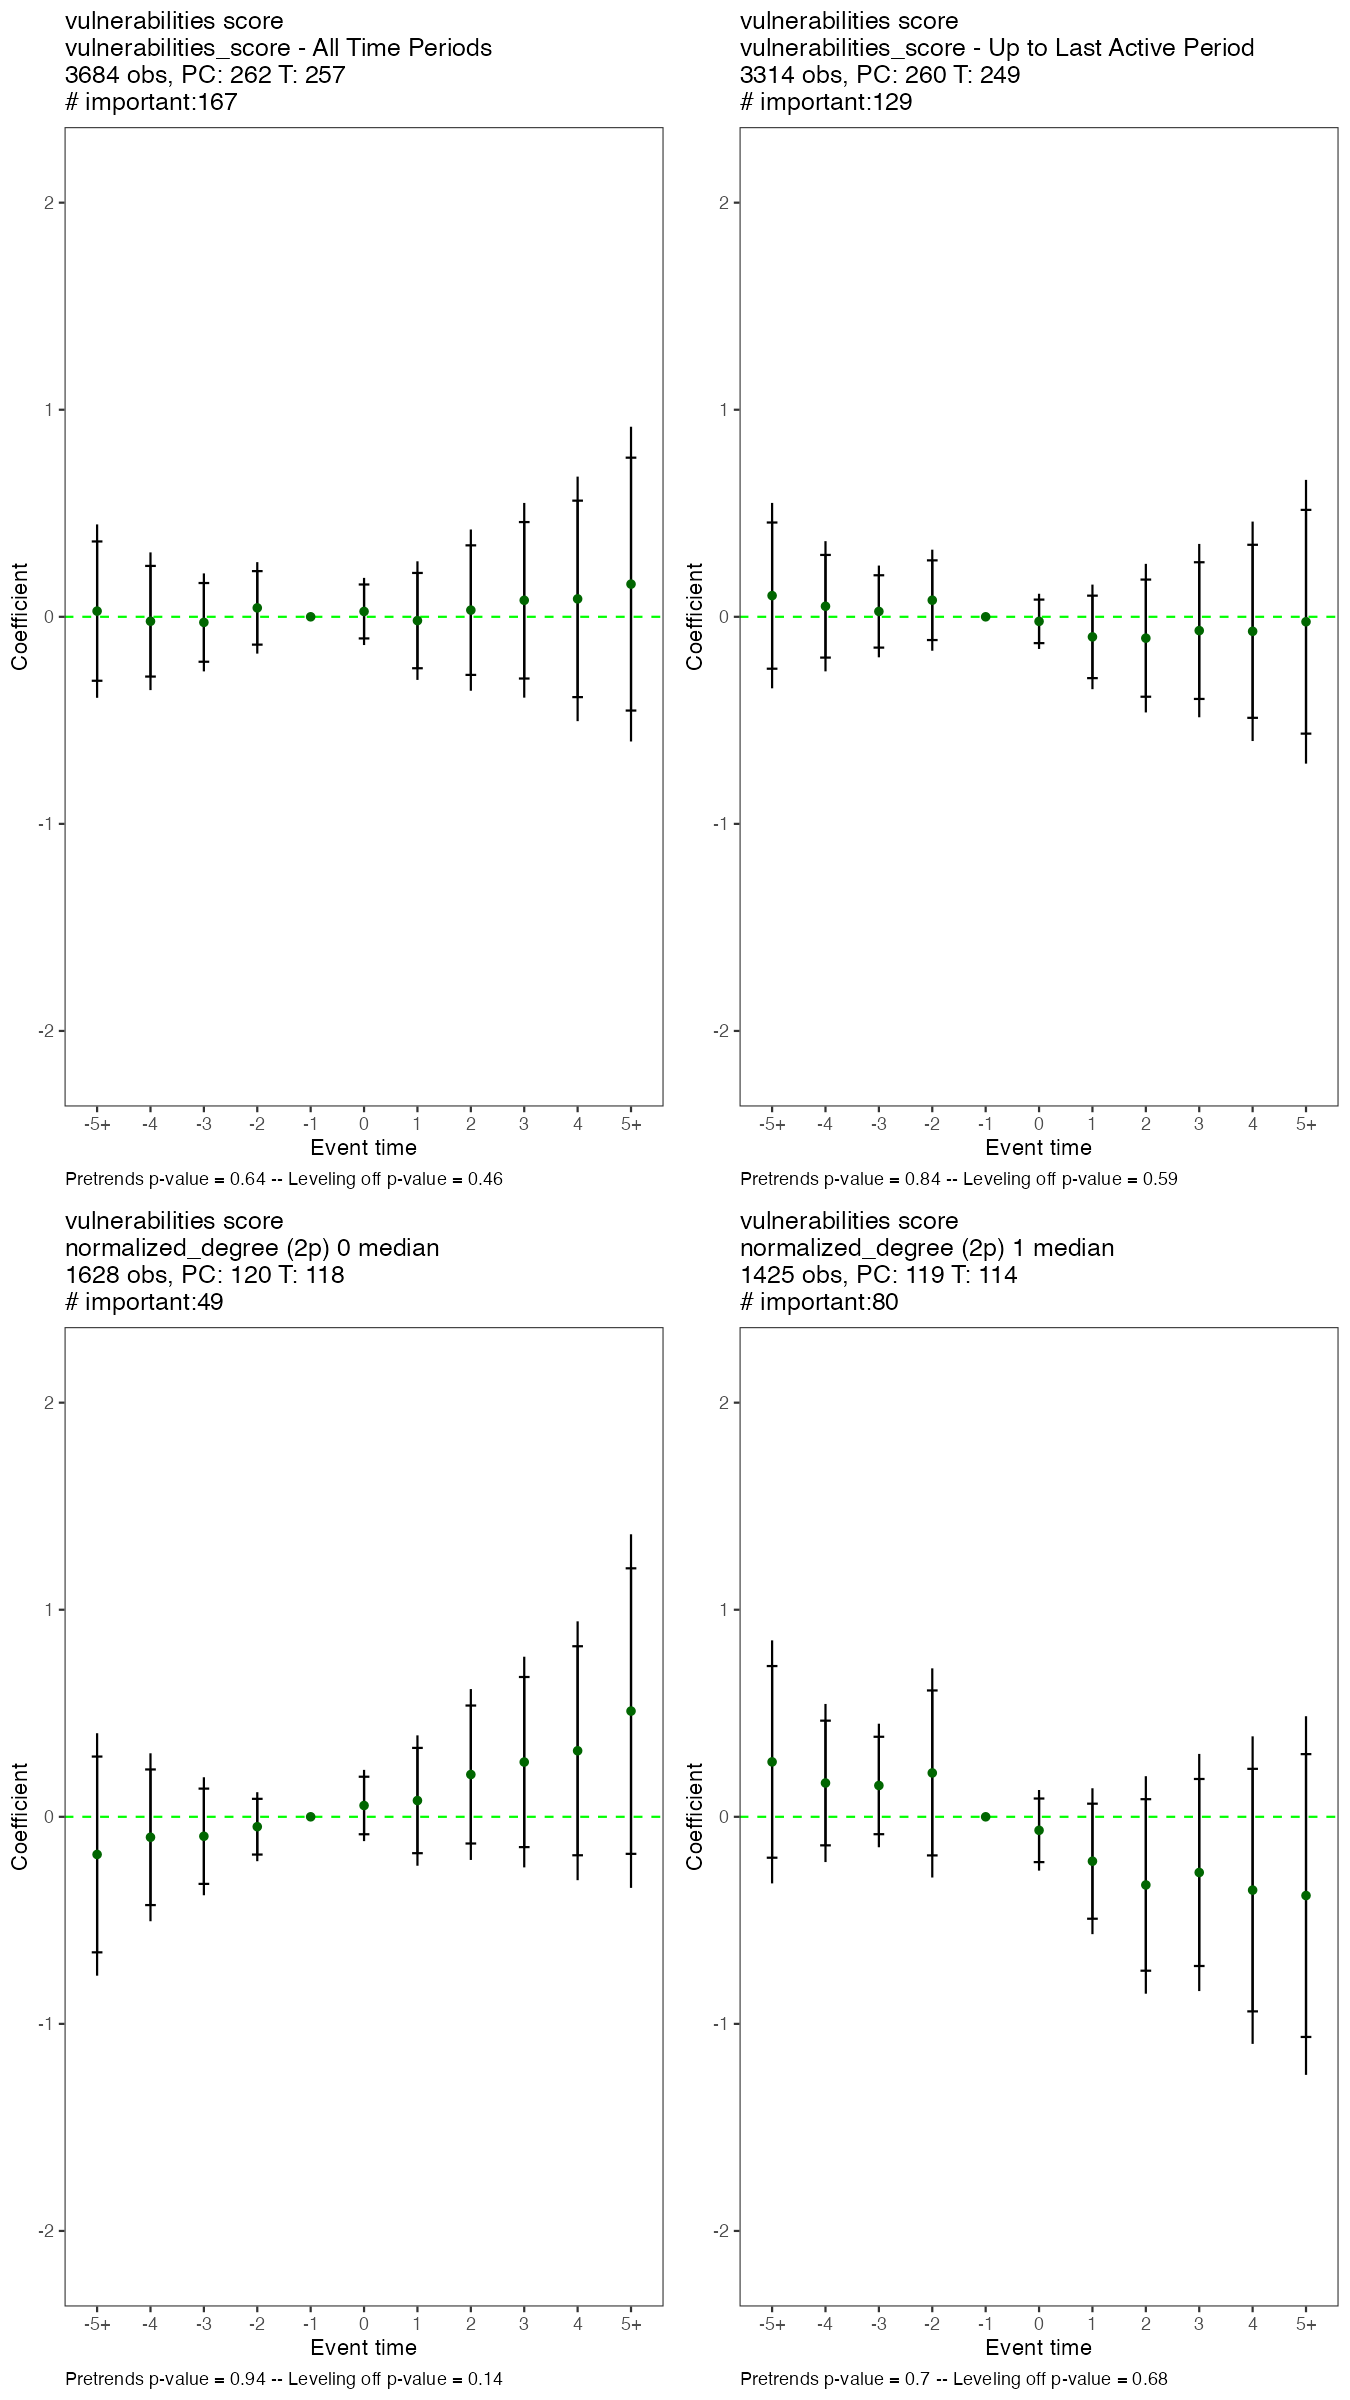 vulnerabilities score
vulnerabilities_score - All Time Periods
3684 obs, PC: 262 T: 257
# important:167
2
1
0
-1
-2
Coefficient
-5+ -4 -3 -2 -1 0 1 2 3 4 5+
Event time
Pretrends p-value = 0.64 -- Leveling off p-value = 0.46
vulnerabilities score
vulnerabilities_score - Up to Last Active Period
3314 obs, PC: 260 T: 249
# important:129
2
1
0
-1
-2
Coefficient
-5+ -4 -3 -2 -1 0 1 2 3 4 5+
Event time
Pretrends p-value = 0.84 -- Leveling off p-value = 0.59
vulnerabilities score
normalized_degree (2p) 0 median
1628 obs, PC: 120 T: 118
# important:49
2
1
0
-1
-2
Coefficient
-5+ -4 -3 -2 -1 0 1 2 3 4 5+
Event time
Pretrends p-value = 0.94 -- Leveling off p-value = 0.14
vulnerabilities score
normalized_degree (2p) 1 median
1425 obs, PC: 119 T: 114
# important:80
2
1
0
-1
-2
Coefficient
-5+ -4 -3 -2 -1 0 1 2 3 4 5+
Event time
Pretrends p-value = 0.7 -- Leveling off p-value = 0.68